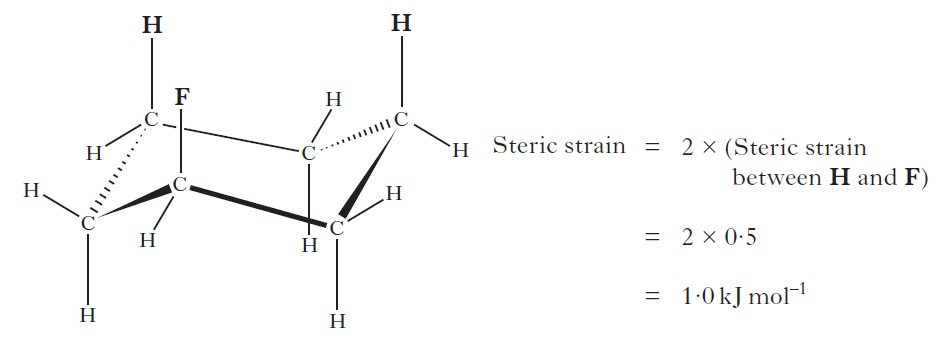 H
H
F
H
C
C
H
C
H
Steric strain = 2 × (Steric strain
between H and F)
H
C
H
C
C
H
H
= 2 × 0·5
H
H
= 1·0 kJ mol⁻¹